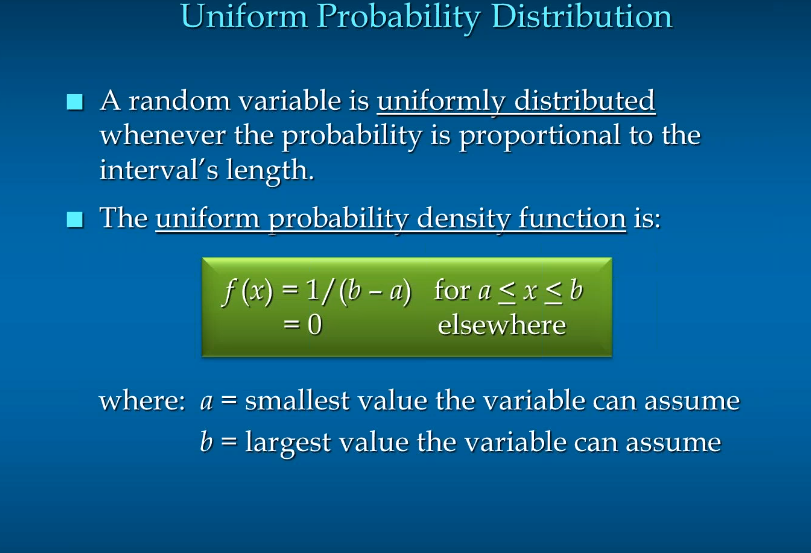 Uniform Probability Distribution
A random variable is uniformly distributed
whenever the probability is proportional to the
interval’s length.
The uniform probability density function is:
f (x) = 1/(b – a) for a ≤ x ≤ b
= 0 elsewhere
where: a = smallest value the variable can assume
b = largest value the variable can assume